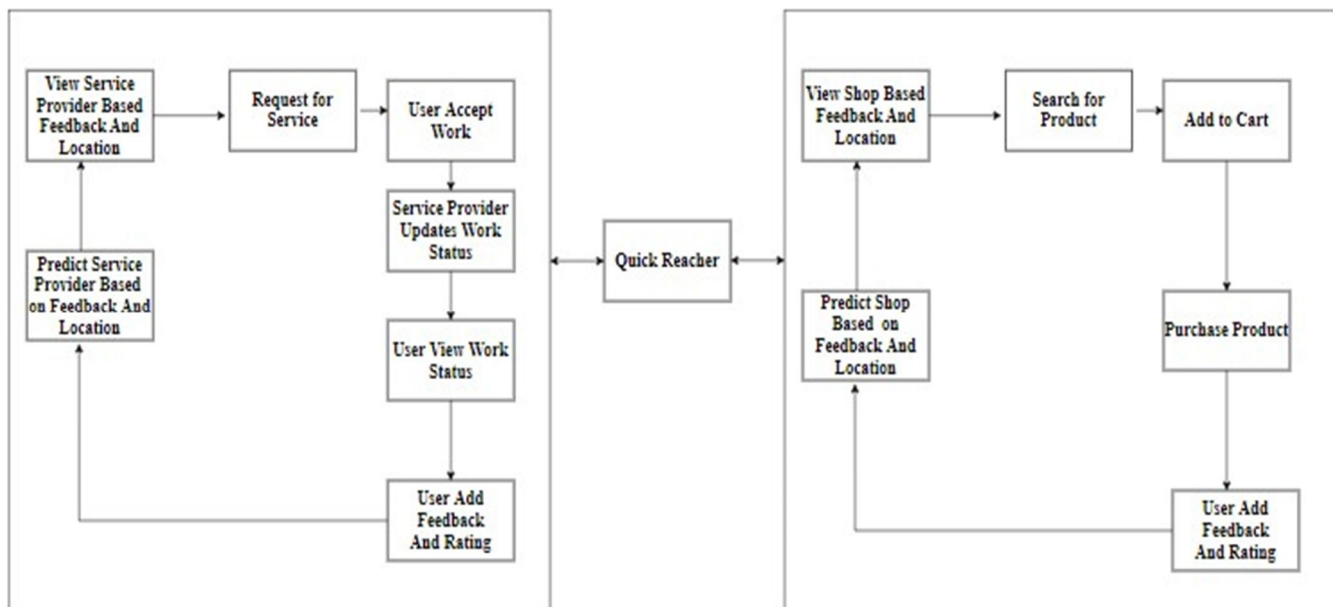 View Service
Provider Based
Feedback And
Location
Request for
Service
User Accept
Work
Service Provider
Updates Work
Status
User View Work
Status
User Add
Feedback
And Rating
Predict Service
Provider Based
on Feedback And
Location
Quick Reacher
View Shop Based
Feedback And
Location
Search for
Product
Add to Cart
Purchase Product
User Add
Feedback
And Rating
Predict Shop
Based on
Feedback And
Location